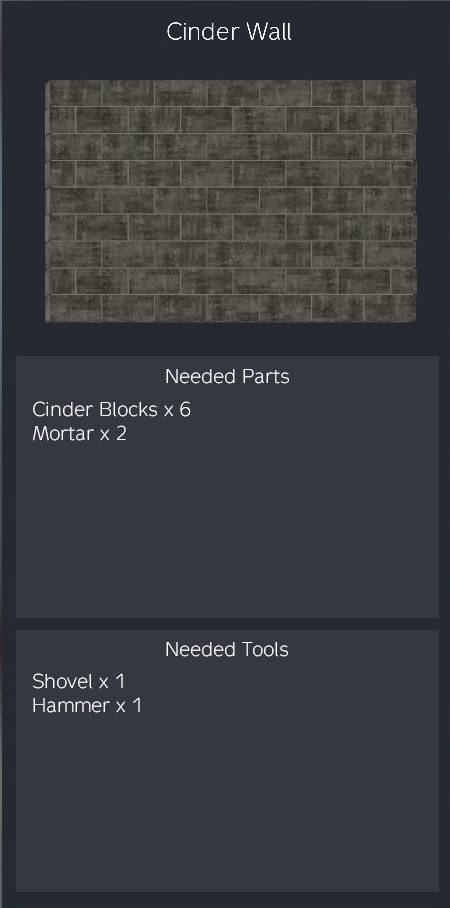 Cinder Wall
Needed Parts
Cinder Blocks x 6
Mortar x 2
Needed Tools
Shovel x 1
Hammer x 1